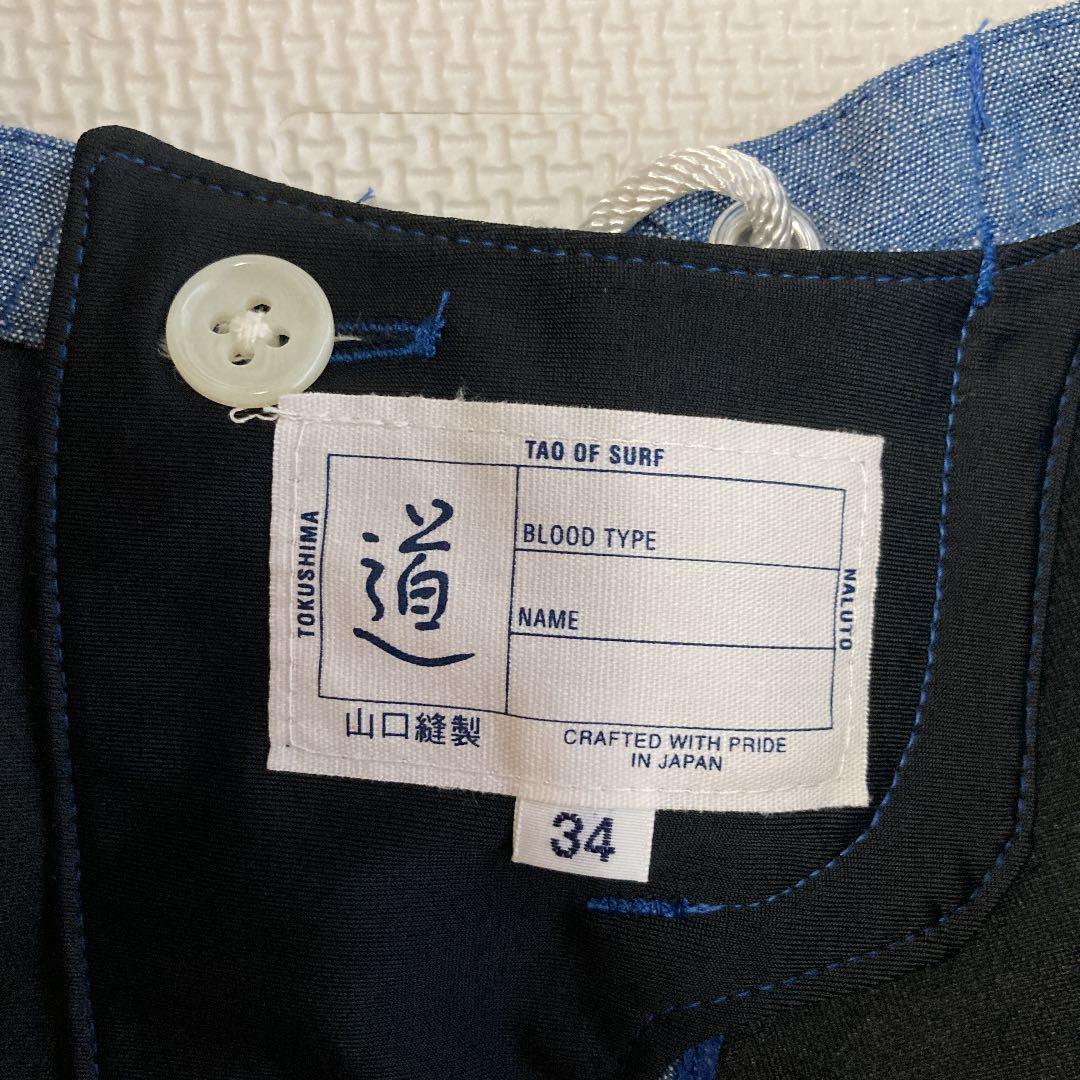 TAO OF SURF
TOKUSHIMA
道
BLOOD TYPE
NAME
NALUTO
山口縫製
CRAFTED WITH PRIDE
IN JAPAN
34